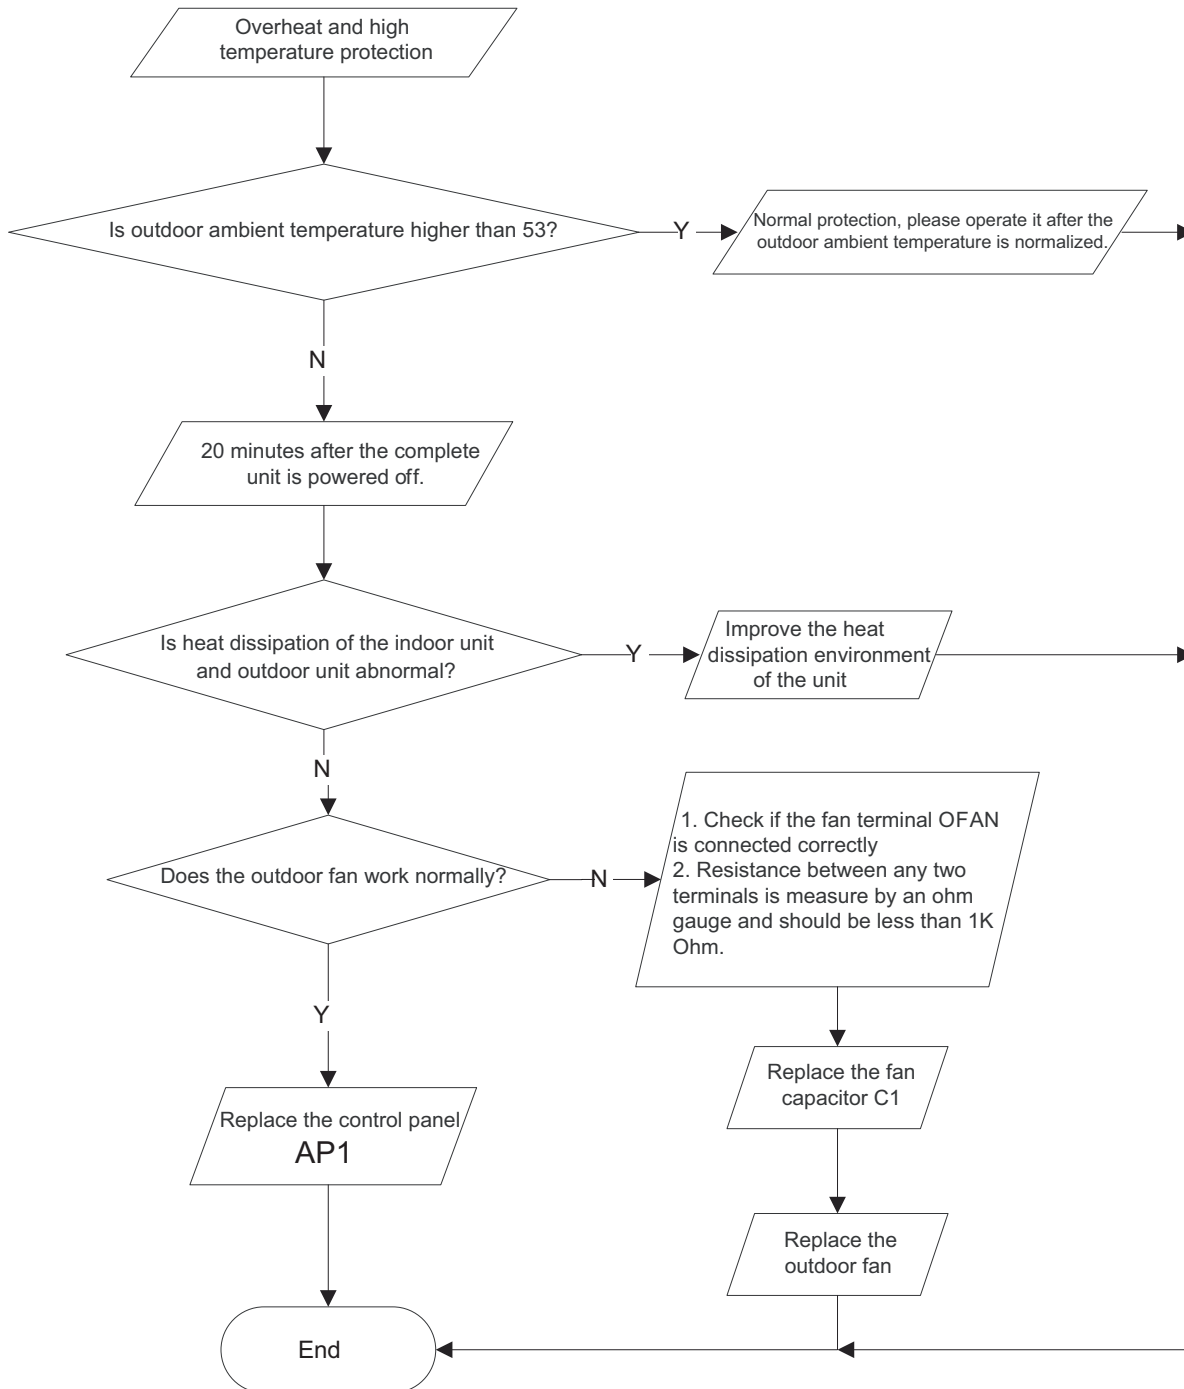 Overheat and high
temperature protection
Is outdoor ambient temperature higher than 53?
Y
Normal protection, please operate it after the
outdoor ambient temperature is normalized.
N
20 minutes after the complete
unit is powered off.
Is heat dissipation of the indoor unit
and outdoor unit abnormal?
Y
Improve the heat
dissipation environment
of the unit
N
Does the outdoor fan work normally?
N
1. Check if the fan terminal OFAN
is connected correctly
2. Resistance between any two
terminals is measure by an ohm
gauge and should be less than 1K
Ohm.
Y
Replace the control panel
AP1
Replace the fan
capacitor C1
Replace the
outdoor fan
End